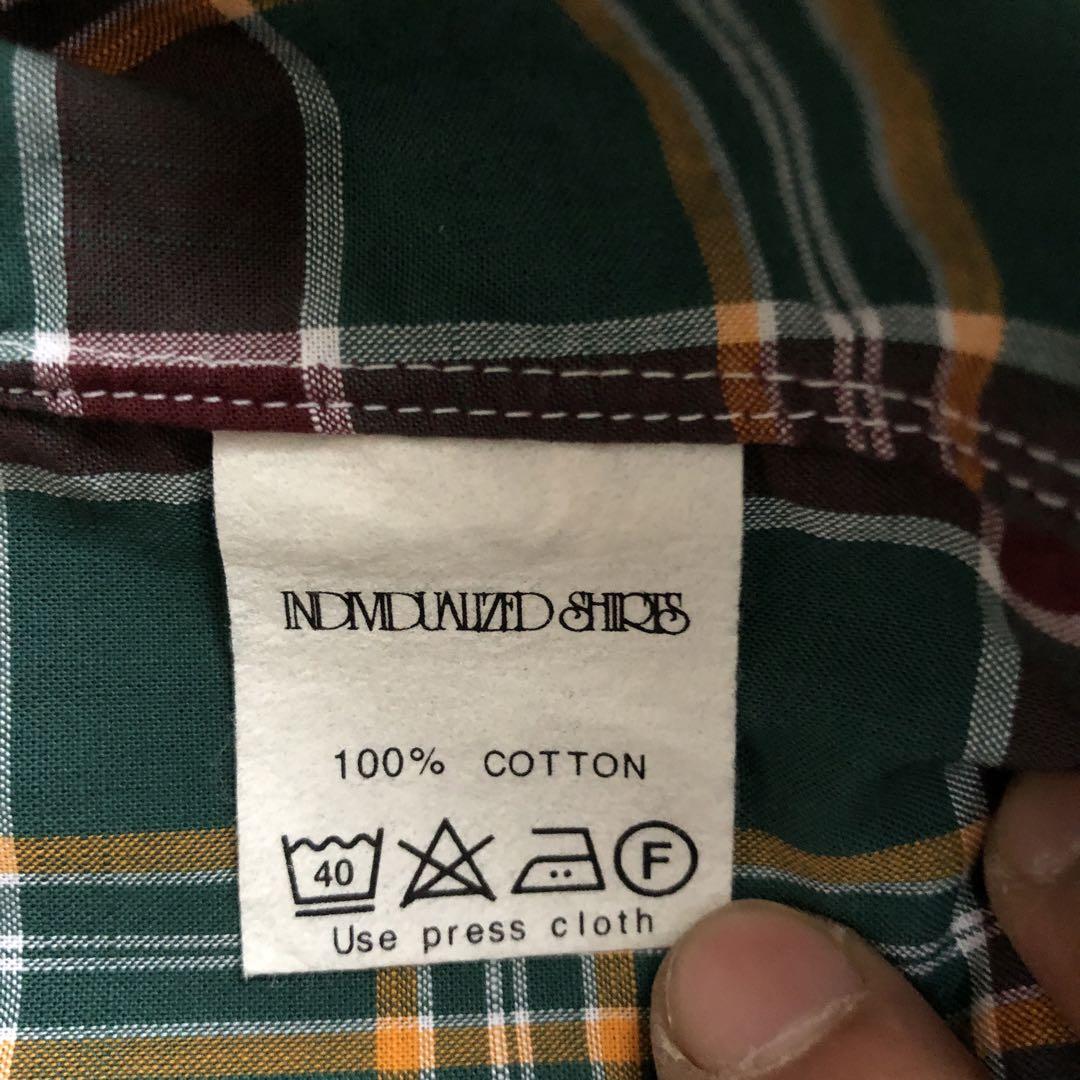 INDIVIDUALIZED SHIRTS
100% COTTON
40 F
Use press cloth